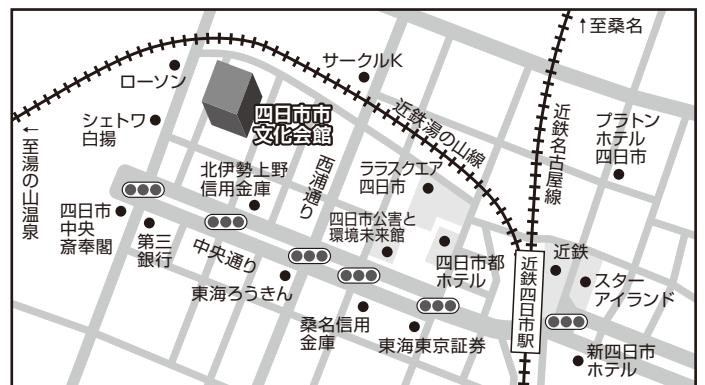 ↑至桑名
サークルK
ローソン
四日市市
文化会館
シェトワ
白揚
←至湯の山温泉
近鉄湯の山線
近鉄名古屋線
プラトン
ホテル
四日市
北伊勢上野
信用金庫
西浦通り
ララスクエア
四日市
四日市
中央
斎奉閣
第三
銀行
中央通り
四日市公害と
環境未来館
四日市都
ホテル
近鉄
スター
アイランド
近鉄四日市駅
東海ろうきん
桑名信用
金庫
東海東京証券
新四日市
ホテル